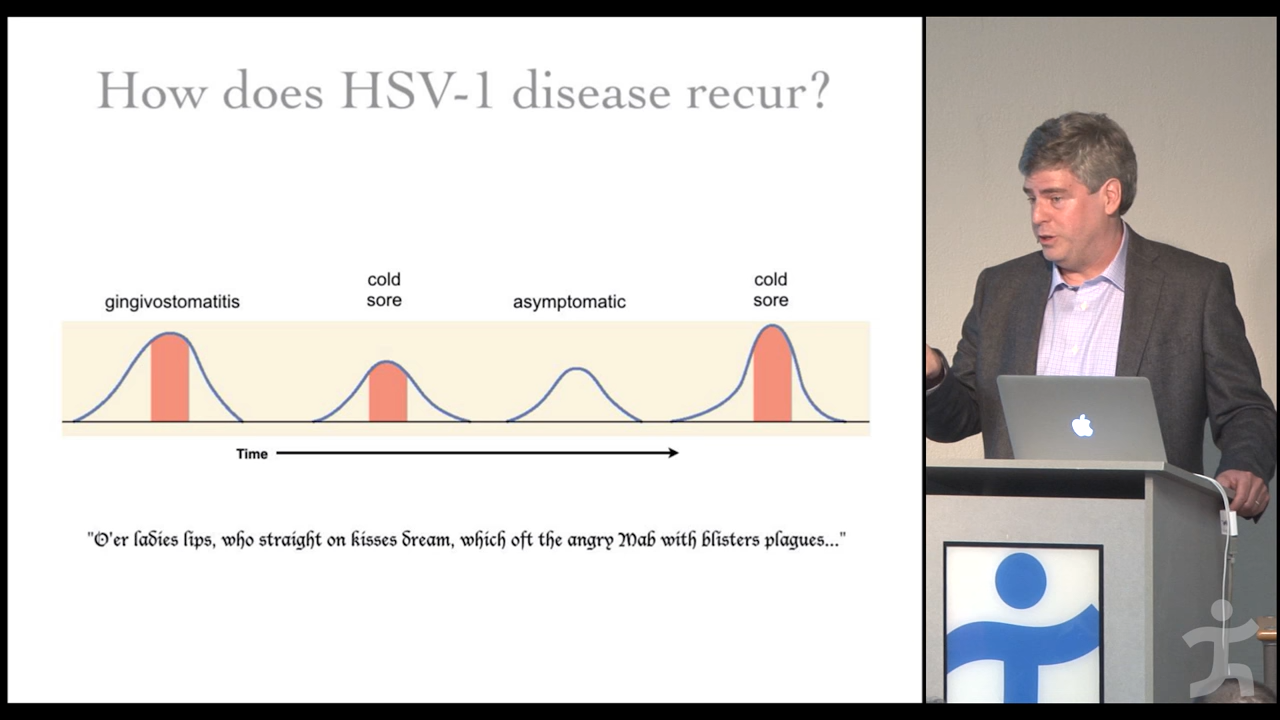 How does HSV-1 disease recur?
gingivostomatitis
cold
sore
asymptomatic
cold
sore
Time
"O'er ladies lips, who straight on kisses dream, which oft the angry Mab with blisters plagues..."